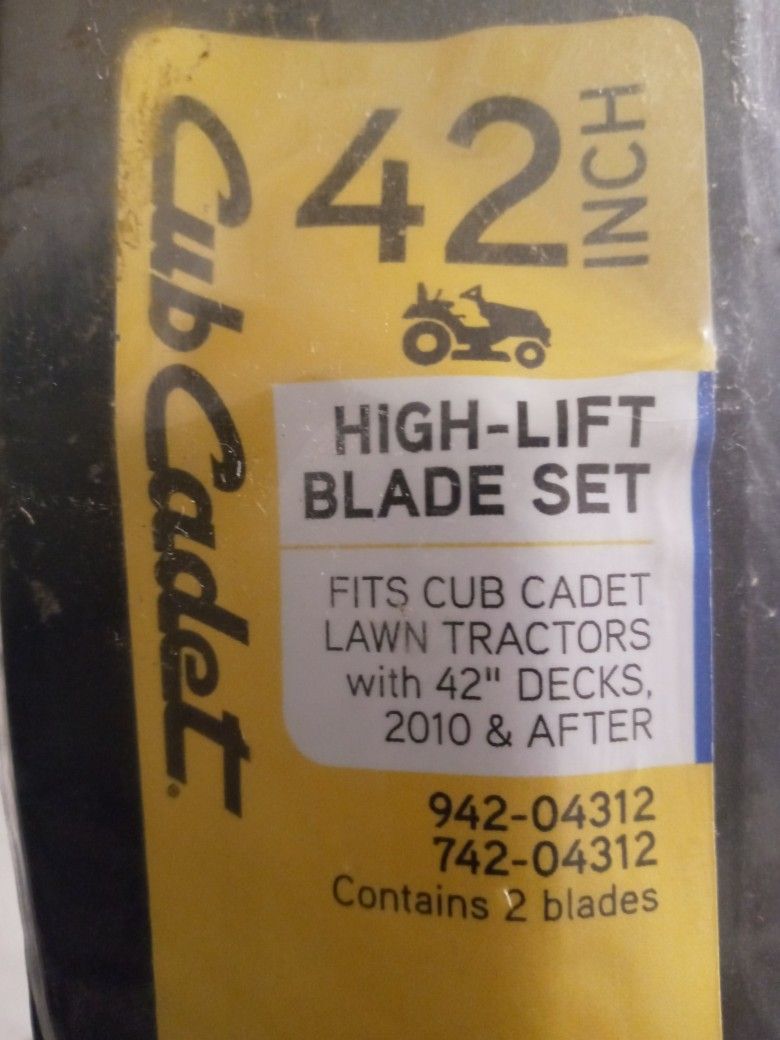 Cub Cadet
42 INCH
HIGH-LIFT
BLADE SET
FITS CUB CADET
LAWN TRACTORS
with 42" DECKS,
2010 & AFTER
942-04312
742-04312
Contains 2 blades